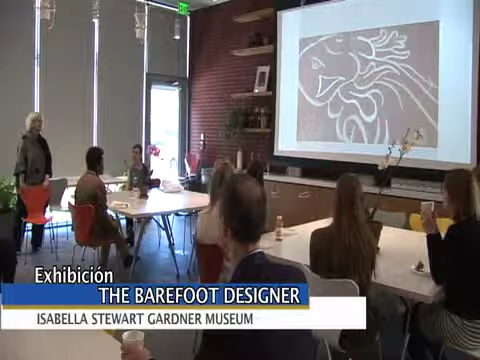 Exhibición
THE BAREFOOT DESIGNER
ISABELLA STEWART GARDNER MUSEUM